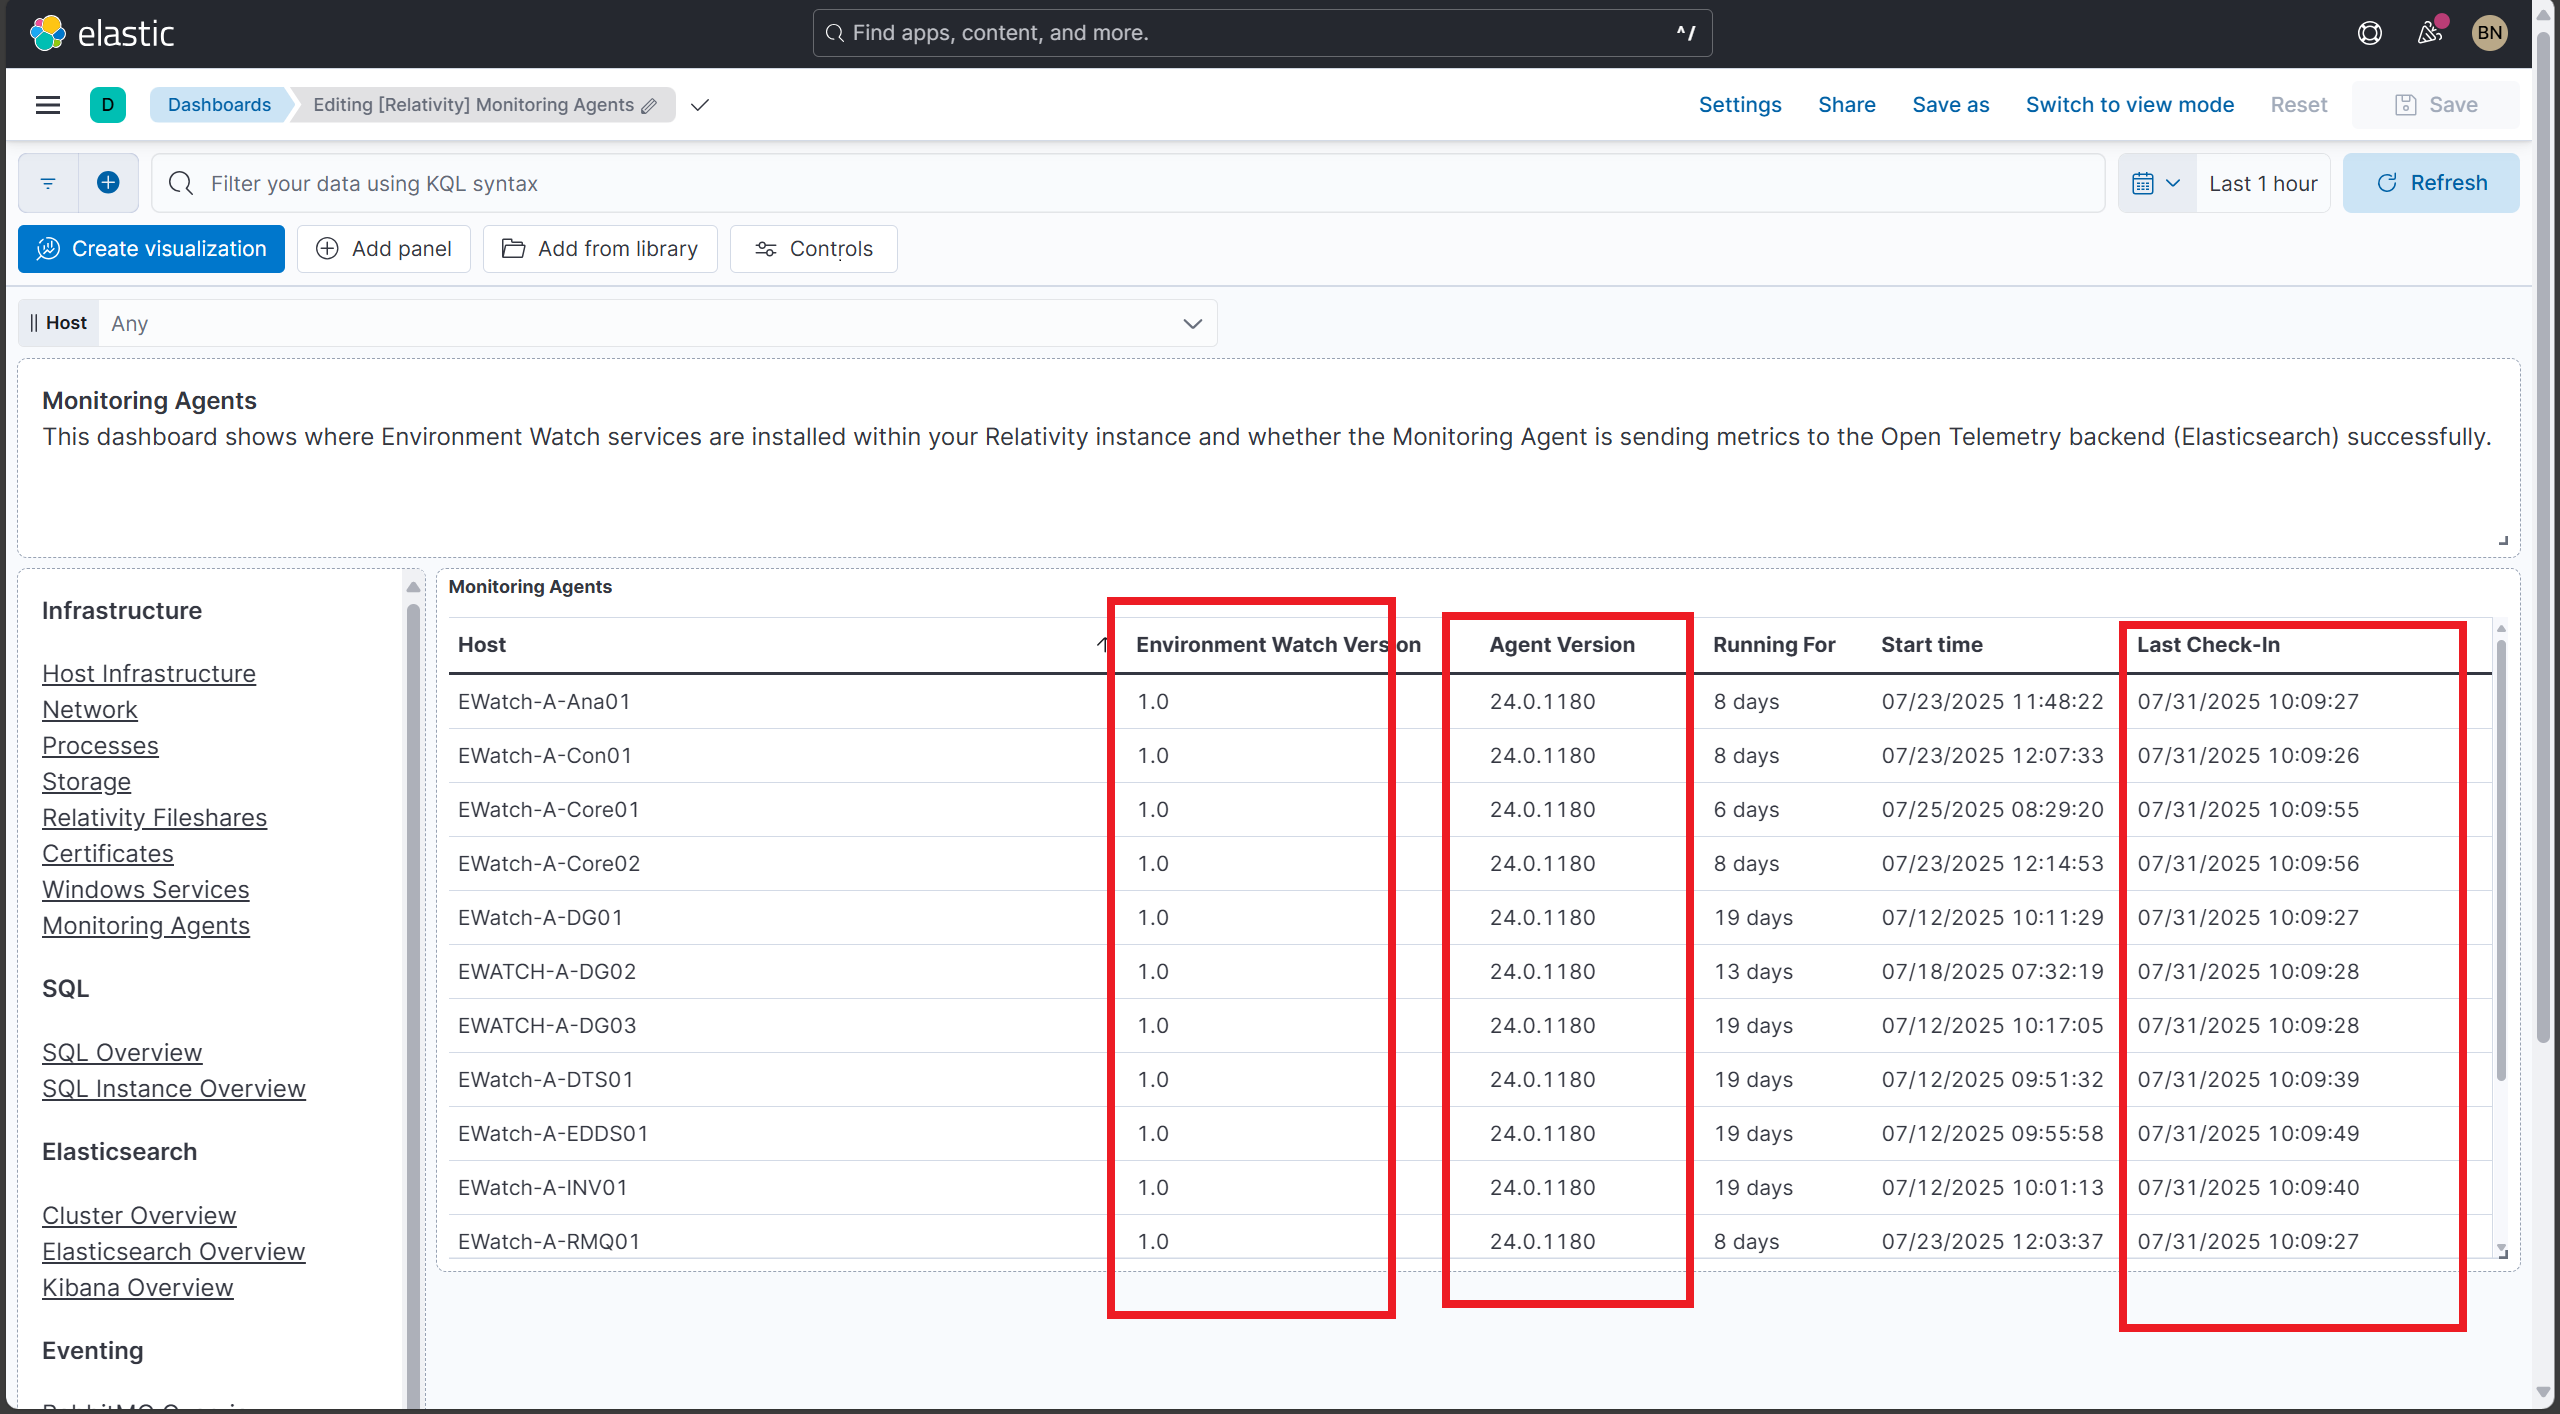 elastic
Find apps, content, and more.
^/
BN
D
Dashboards
Editing [Relativity] Monitoring Agents
Settings
Share
Save as
Switch to view mode
Reset
Save
Filter your data using KQL syntax
Last 1 hour
Refresh
Create visualization
Add panel
Add from library
Controls
Host
Any
Monitoring Agents
This dashboard shows where Environment Watch services are installed within your Relativity instance and whether the Monitoring Agent is sending metrics to the Open Telemetry backend (Elasticsearch) successfully.
Infrastructure
Host Infrastructure
Network
Processes
Storage
Relativity Fileshares
Certificates
Windows Services
Monitoring Agents
SQL
SQL Overview
SQL Instance Overview
Elasticsearch
Cluster Overview
Elasticsearch Overview
Kibana Overview
Eventing
Monitoring Agents
Host Environment Watch Version Agent Version Running For Start time Last Check-In
EWatch-A-Ana01 1.0 24.0.1180 8 days 07/23/2025 11:48:22 07/31/2025 10:09:27
EWatch-A-Con01 1.0 24.0.1180 8 days 07/23/2025 12:07:33 07/31/2025 10:09:26
EWatch-A-Core01 1.0 24.0.1180 6 days 07/25/2025 08:29:20 07/31/2025 10:09:55
EWatch-A-Core02 1.0 24.0.1180 8 days 07/23/2025 12:14:53 07/31/2025 10:09:56
EWatch-A-DG01 1.0 24.0.1180 19 days 07/12/2025 10:11:29 07/31/2025 10:09:27
EWATCH-A-DG02 1.0 24.0.1180 13 days 07/18/2025 07:32:19 07/31/2025 10:09:28
EWATCH-A-DG03 1.0 24.0.1180 19 days 07/12/2025 10:17:05 07/31/2025 10:09:28
EWatch-A-DTS01 1.0 24.0.1180 19 days 07/12/2025 09:51:32 07/31/2025 10:09:39
EWatch-A-EDDS01 1.0 24.0.1180 19 days 07/12/2025 09:55:58 07/31/2025 10:09:49
EWatch-A-INV01 1.0 24.0.1180 19 days 07/12/2025 10:01:13 07/31/2025 10:09:40
EWatch-A-RMQ01 1.0 24.0.1180 8 days 07/23/2025 12:03:37 07/31/2025 10:09:27